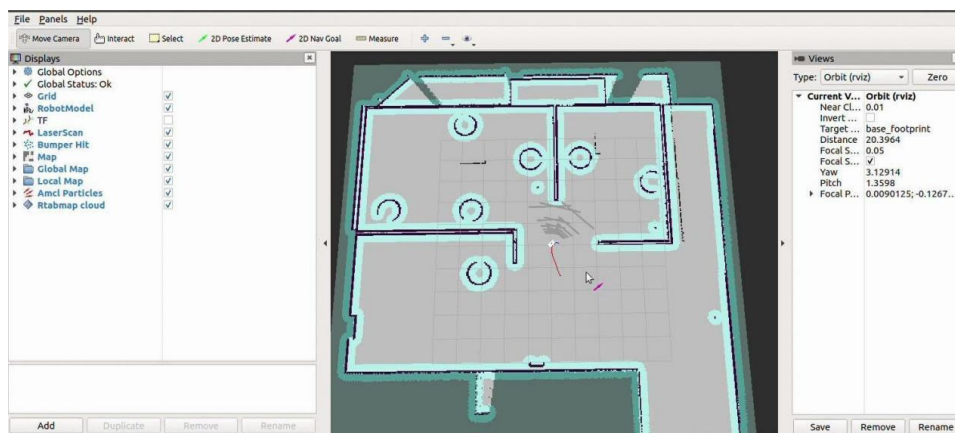 File Panels Help
Move Camera Interact Select 2D Pose Estimate 2D Nav Goal Measure
Displays
Global Options
Global Status: Ok
Grid
RobotModel
TF
LaserScan
Bumper Hit
Map
Global Map
Local Map
Amcl Particles
Rtabmap cloud
Add Duplicate Remove Rename
Views
Type: Orbit (rviz) Zero
Current V... Orbit (rviz)
Near Cl... 0.01
Invert ...
Target ... base_footprint
Distance 20.3964
Focal S... 0.05
Focal S...
Yaw 3.12914
Pitch 1.3598
Focal P... 0.0090125; -0.1267...
Save Remove Rename